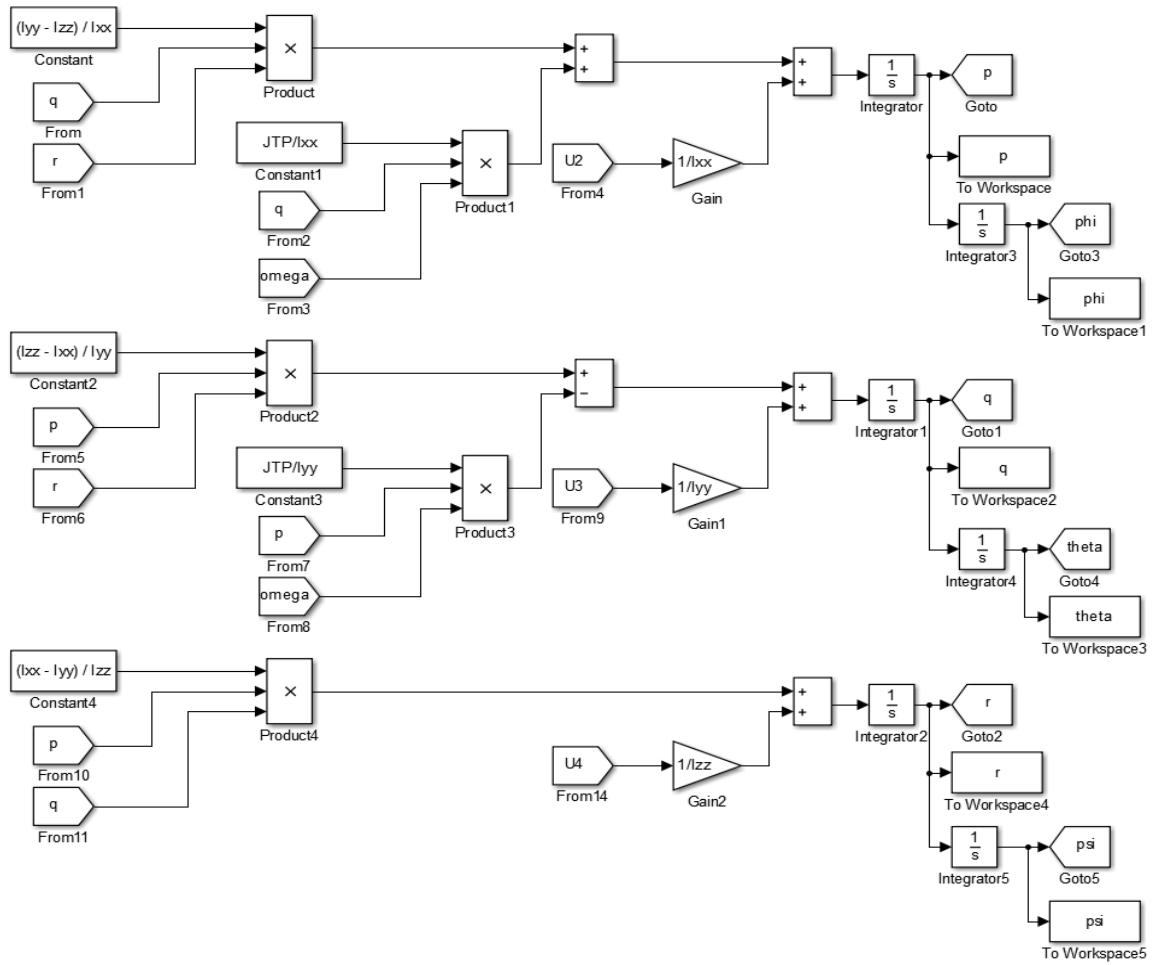 (Iyy - Izz) / Ixx
Constant
q
From
r
From1
×
Product
JTP/Ixx
Constant1
q
From2
omega
From3
×
Product1
+
+
U2
From4
1/Ixx
Gain
+
+
1
s
Integrator
p
Goto
p
To Workspace
1
s
Integrator3
phi
Goto3
phi
To Workspace1
(Izz - Ixx) / Iyy
Constant2
p
From5
r
From6
×
Product2
JTP/Iyy
Constant3
p
From7
omega
From8
×
Product3
+
−
U3
From9
1/Iyy
Gain1
+
+
1
s
Integrator1
q
Goto1
q
To Workspace2
1
s
Integrator4
theta
Goto4
theta
To Workspace3
(Ixx - Iyy) / Izz
Constant4
p
From10
q
From11
×
Product4
U4
From14
1/Izz
Gain2
+
+
1
s
Integrator2
r
Goto2
r
To Workspace4
1
s
Integrator5
psi
Goto5
psi
To Workspace5